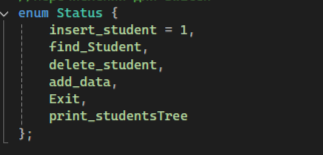 enum Status {
insert_student = 1,
find_Student,
delete_student,
add_data,
Exit,
print_studentsTree
};